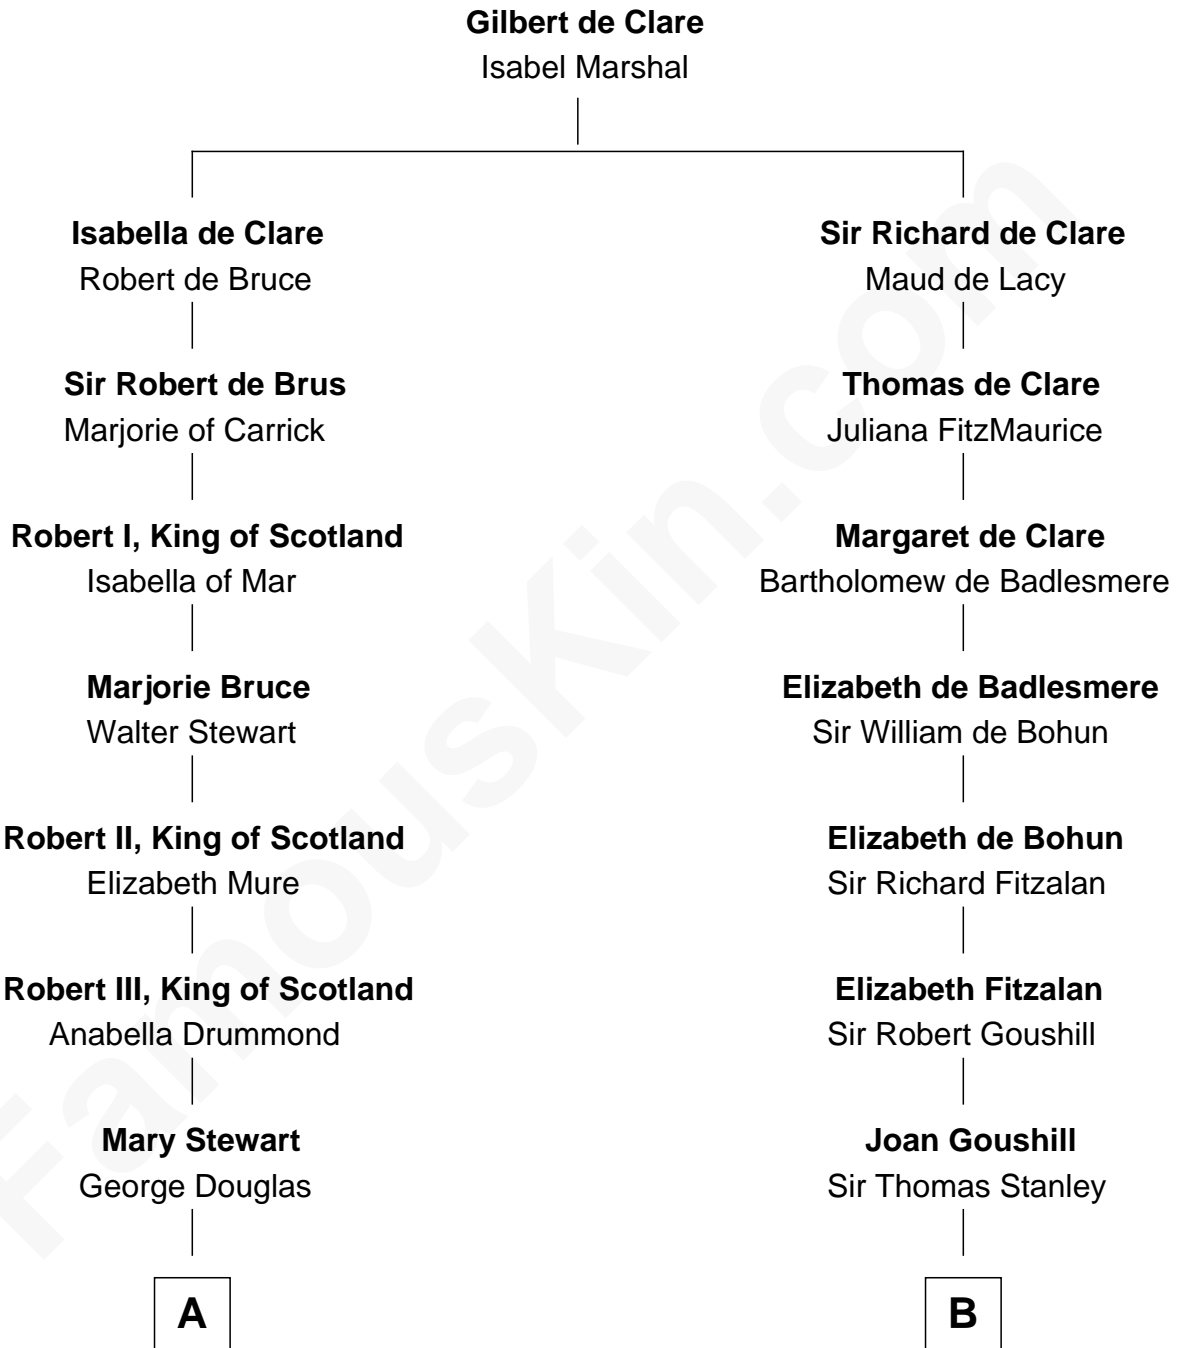 Gilbert de Clare
Isabel Marshal
Isabella de Clare
Robert de Bruce
Sir Robert de Brus
Marjorie of Carrick
Robert I, King of Scotland
Isabella of Mar
Marjorie Bruce
Walter Stewart
Robert II, King of Scotland
Elizabeth Mure
Robert III, King of Scotland
Anabella Drummond
Mary Stewart
George Douglas
A
Sir Richard de Clare
Maud de Lacy
Thomas de Clare
Juliana FitzMaurice
Margaret de Clare
Bartholomew de Badlesmere
Elizabeth de Badlesmere
Sir William de Bohun
Elizabeth de Bohun
Sir Richard Fitzalan
Elizabeth Fitzalan
Sir Robert Goushill
Joan Goushill
Sir Thomas Stanley
B
FamousKin.com